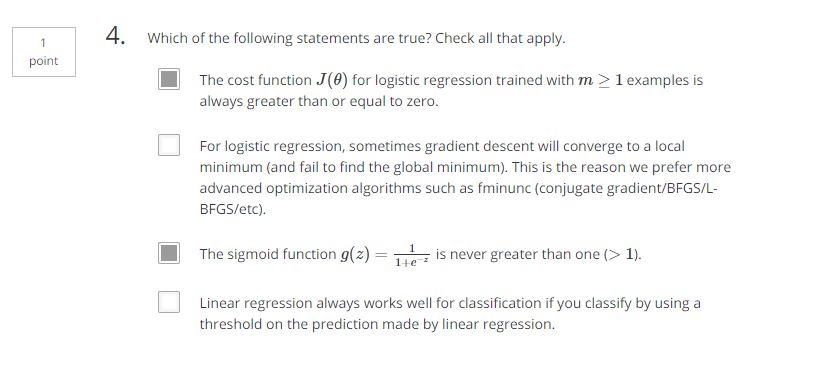 1
point
4. Which of the following statements are true? Check all that apply.
The cost function J(θ) for logistic regression trained with m ≥ 1 examples is
always greater than or equal to zero.
For logistic regression, sometimes gradient descent will converge to a local
minimum (and fail to find the global minimum). This is the reason we prefer more
advanced optimization algorithms such as fminunc (conjugate gradient/BFGS/L-
BFGS/etc).
The sigmoid function g(z) = 1/(1+e^-z) is never greater than one (> 1).
Linear regression always works well for classification if you classify by using a
threshold on the prediction made by linear regression.